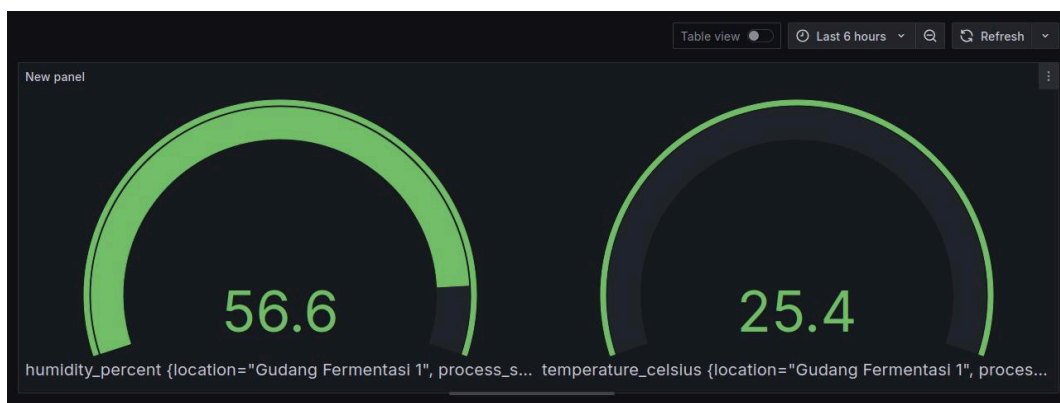 Table view
Last 6 hours
Refresh
New panel
56.6
25.4
humidity_percent {location="Gudang Fermentasi 1", process_s...
temperature_celsius {location="Gudang Fermentasi 1", proces...